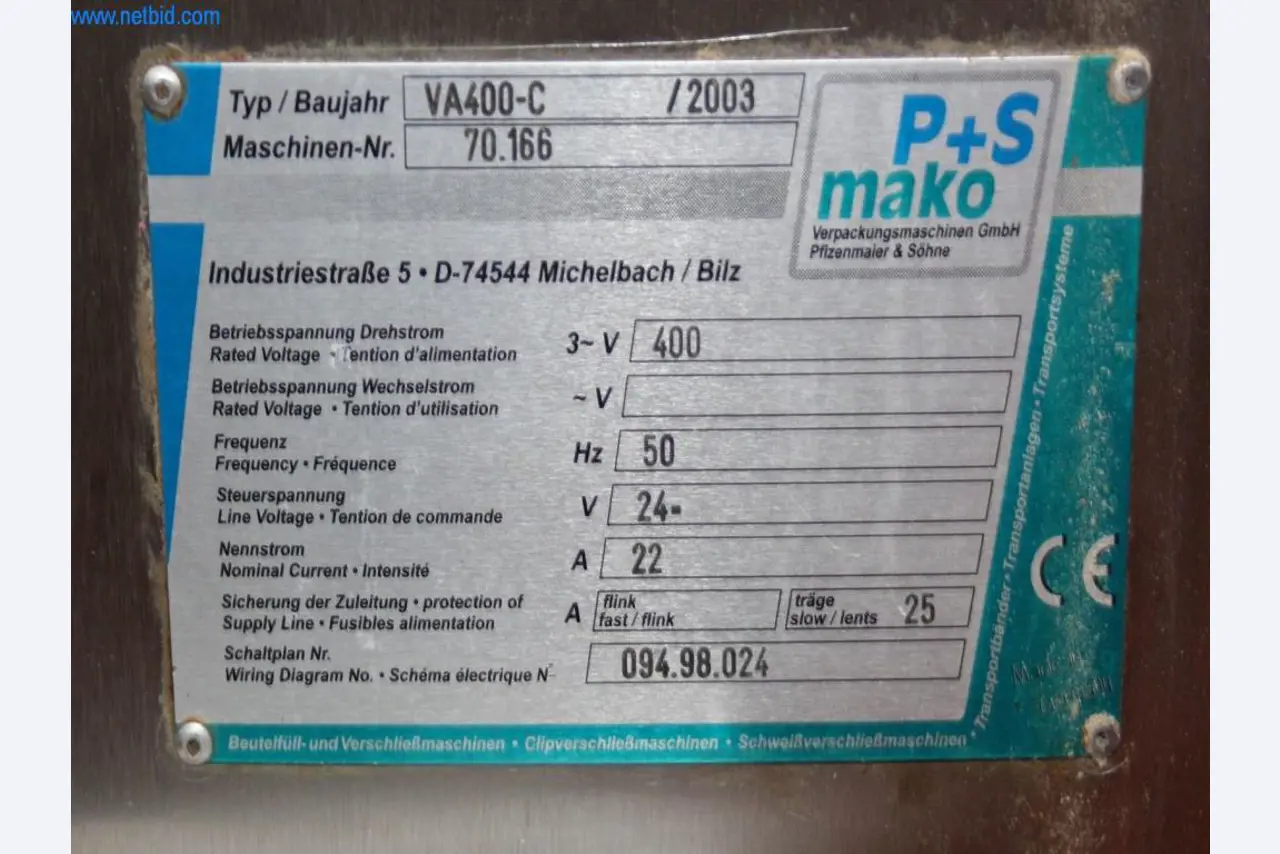 www.netbid.com
Typ / Baujahr VA400-C / 2003
Maschinen-Nr. 70.166
P+S
mako
Verpackungsmaschinen GmbH
Pfizenmaier & Söhne
Industriestraße 5 • D-74544 Michelbach / Bilz
Betriebsspannung Drehstrom
Rated Voltage • Tention d'alimentation 3~ V 400
Betriebsspannung Wechselstrom
Rated Voltage • Tention d'utilisation ~ V
Frequenz
Frequency • Fréquence Hz 50
Steuerspannung
Line Voltage • Tention de commande V 24=
Nennstrom
Nominal Current • Intensité A 22
Sicherung der Zuleitung • protection of
Supply Line • Fusibles alimentation A flink
fast / flink
träge
slow / lents 25
Schaltplan Nr.
Wiring Diagram No. • Schéma électrique N° 094.98.024
Beutelfüll- und Verschließmaschinen • Clipverschließmaschinen • Schweißverschließmaschinen •
Transportbänder • Transportanlagen • Transportsysteme
CE
Made in